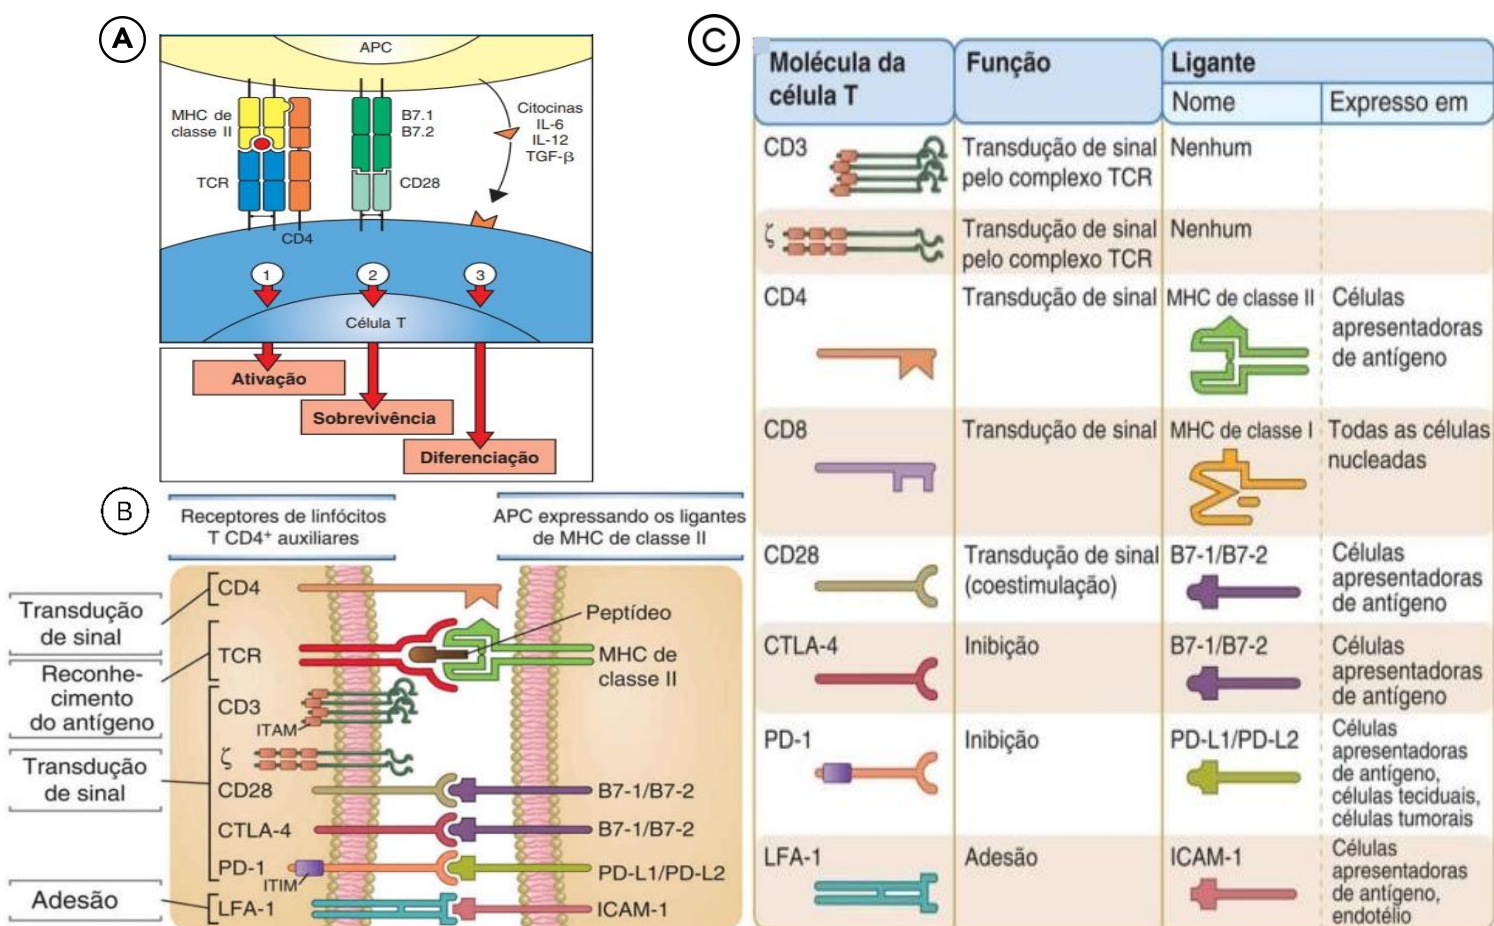 A
APC
MHC de
classe II
TCR
CD4
B7.1
B7.2
CD28
Citocinas
IL-6
IL-12
TGF-β
1
2
3
Célula T
Ativação
Sobrevivência
Diferenciação
B
Receptores de linfócitos
T CD4⁺ auxiliares
APC expressando os ligantes
de MHC de classe II
Transdução
de sinal
Reconhe-
cimento
do antígeno
Transdução
de sinal
Adesão
CD4
TCR
CD3
ITAM
ζ
CD28
CTLA-4
PD-1
ITIM
LFA-1
Peptídeo
MHC de
classe II
B7-1/B7-2
B7-1/B7-2
PD-L1/PD-L2
ICAM-1
C
Molécula da
célula T
Função
Ligante
Nome
Expresso em
CD3
Transdução de sinal
pelo complexo TCR
Nenhum
ζ
Transdução de sinal
pelo complexo TCR
Nenhum
CD4
Transdução de sinal
MHC de classe II
Células
apresentadoras
de antígeno
CD8
Transdução de sinal
MHC de classe I
Todas as células
nucleadas
CD28
Transdução de sinal
(coestimulação)
B7-1/B7-2
Células
apresentadoras
de antígeno
CTLA-4
Inibição
B7-1/B7-2
Células
apresentadoras
de antígeno
PD-1
Inibição
PD-L1/PD-L2
Células
apresentadoras
de antígeno,
células teciduais,
células tumorais
LFA-1
Adesão
ICAM-1
Células
apresentadoras
de antígeno,
endotélio